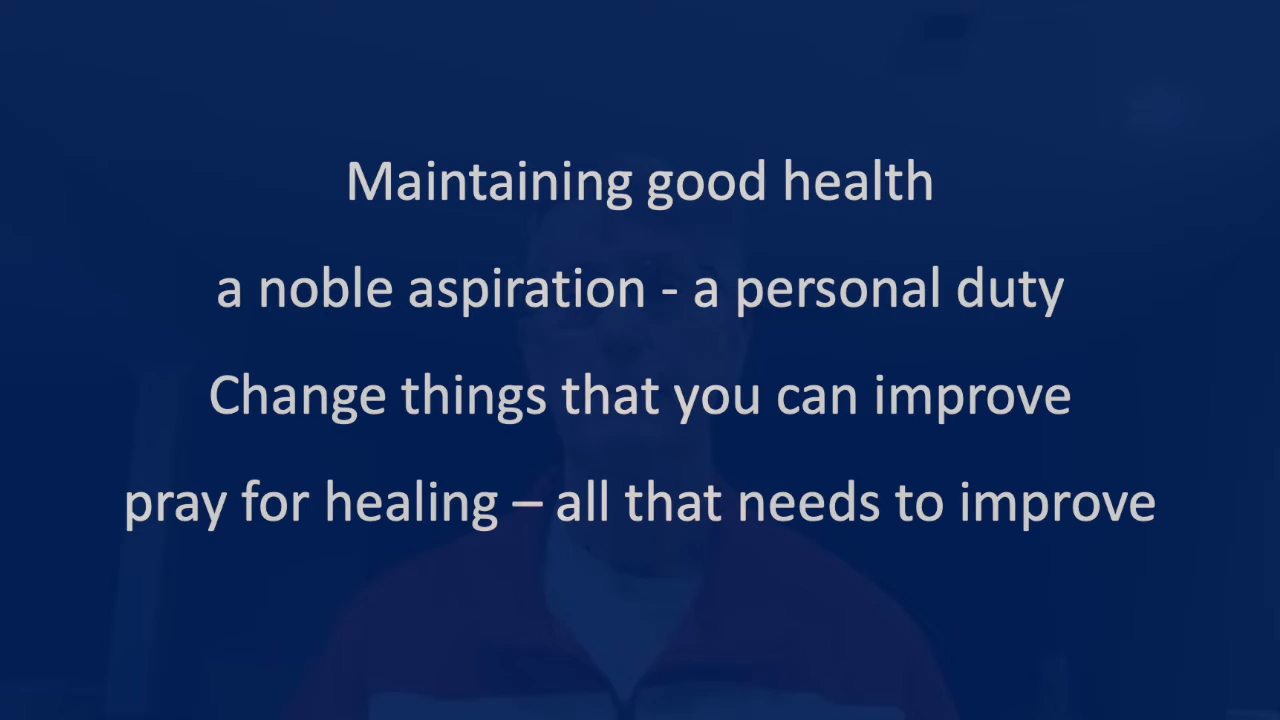 Maintaining good health
a noble aspiration - a personal duty
Change things that you can improve
pray for healing – all that needs to improve